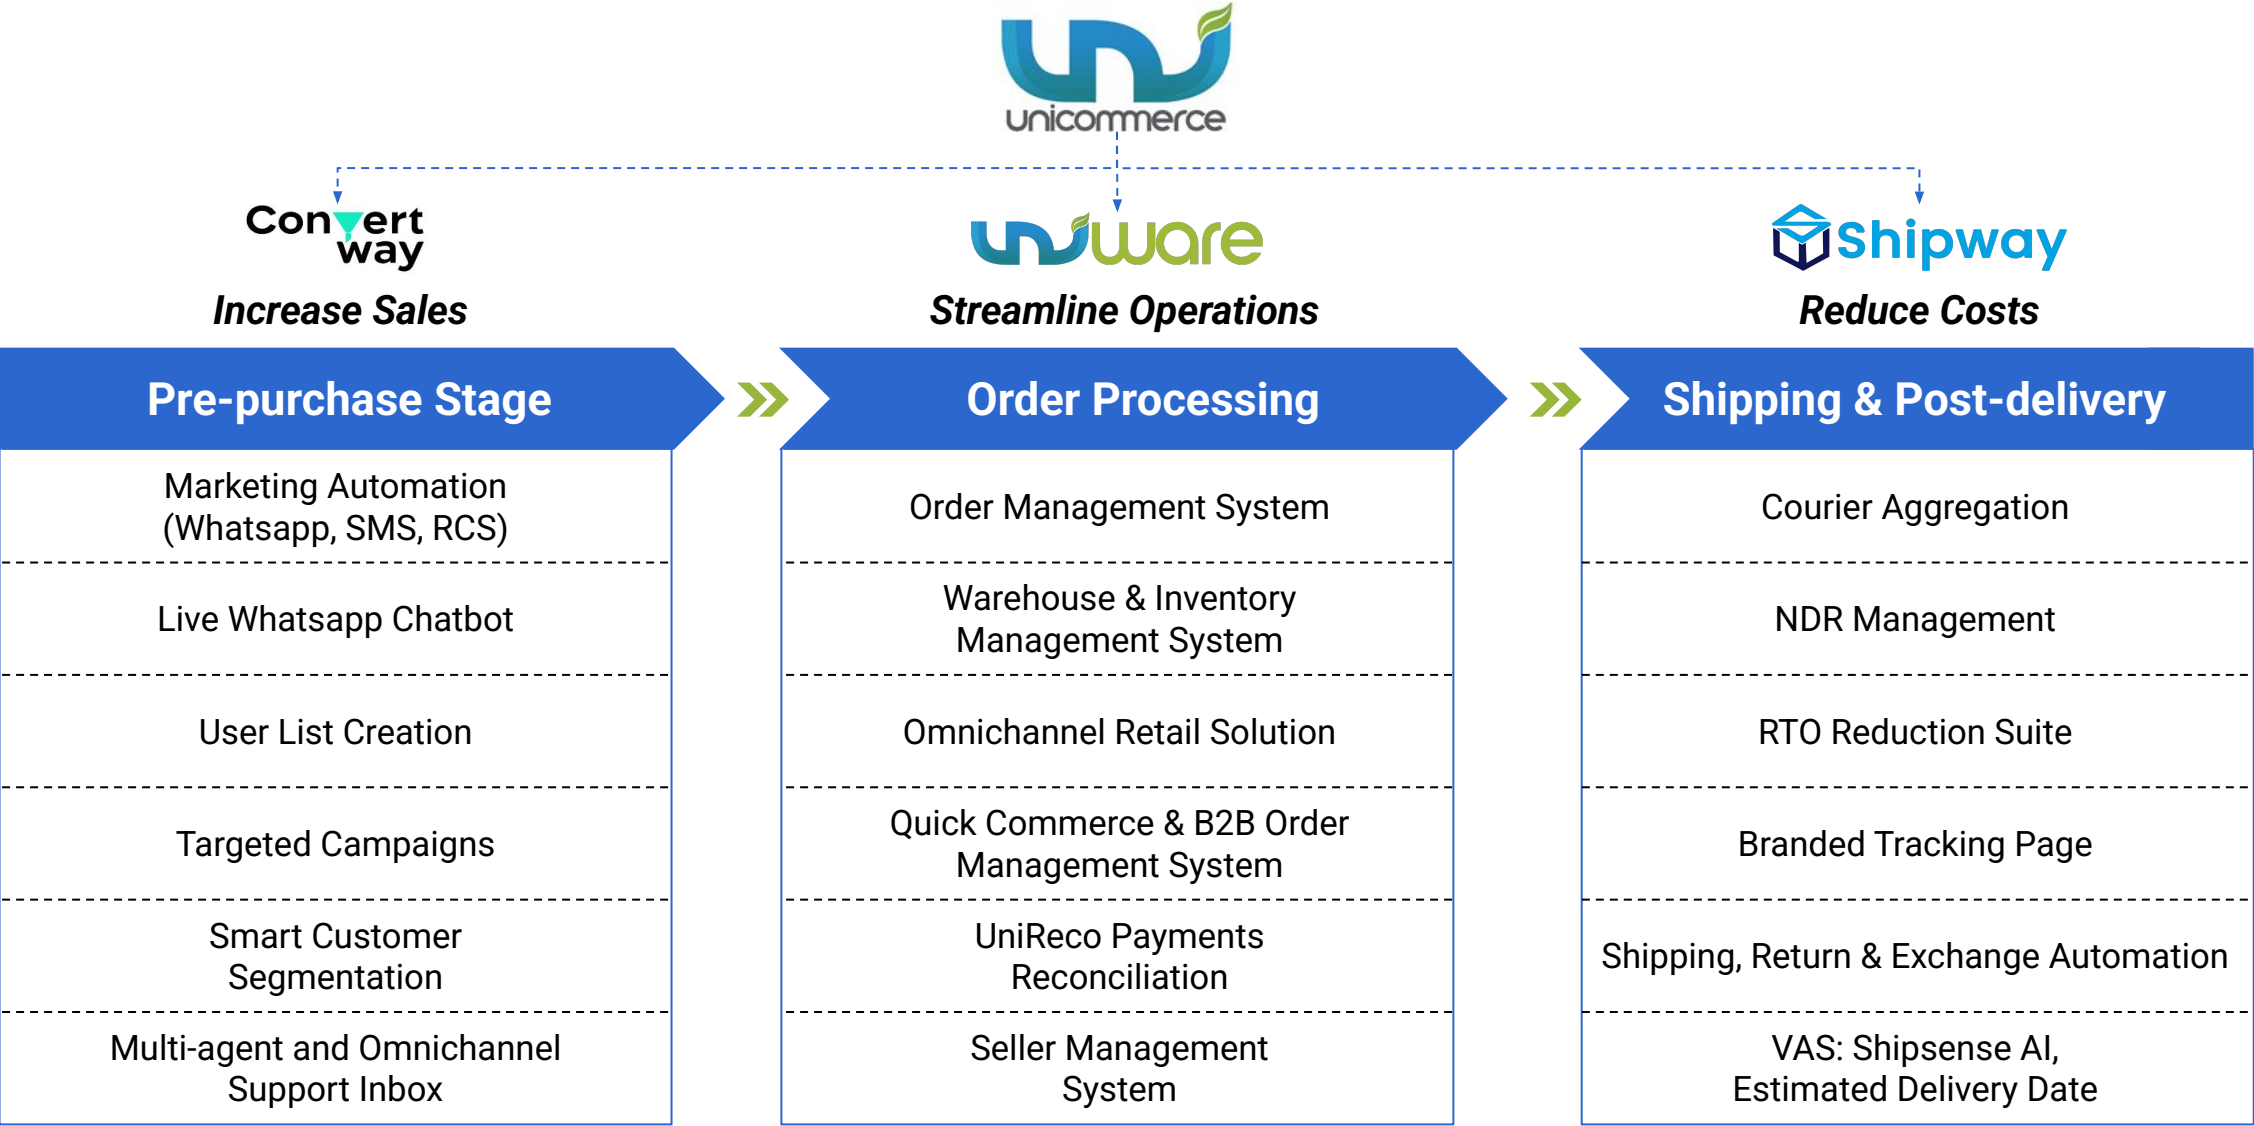 unicommerce
Convert
way
Increase Sales
uniware
Streamline Operations
Shipway
Reduce Costs
Pre-purchase Stage
Order Processing
Shipping & Post-delivery
Marketing Automation
(Whatsapp, SMS, RCS)
Live Whatsapp Chatbot
User List Creation
Targeted Campaigns
Smart Customer
Segmentation
Multi-agent and Omnichannel
Support Inbox
Order Management System
Warehouse & Inventory
Management System
Omnichannel Retail Solution
Quick Commerce & B2B Order
Management System
UniReco Payments
Reconciliation
Seller Management
System
Courier Aggregation
NDR Management
RTO Reduction Suite
Branded Tracking Page
Shipping, Return & Exchange Automation
VAS: Shipsense AI,
Estimated Delivery Date